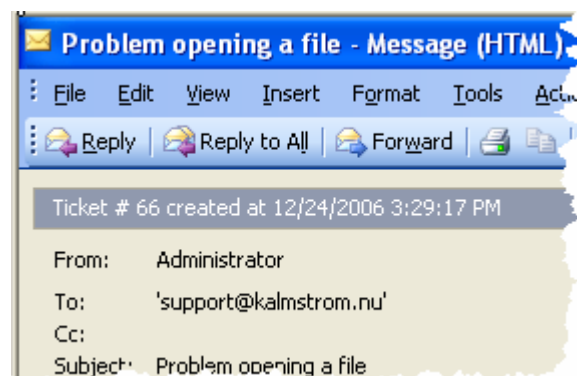 Problem opening a file - Message (HTML)
File Edit View Insert Format Tools
Reply Reply to All Forward
Ticket # 66 created at 12/24/2006 3:29:17 PM
From: Administrator
To: 'support@kalmstrom.nu'
Cc:
Subject: Problem opening a file